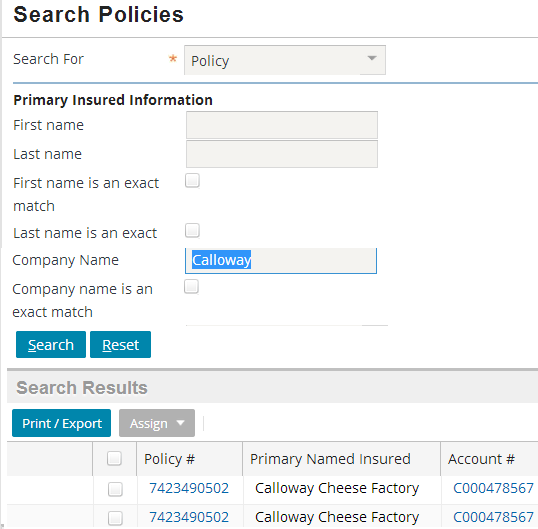 Search Policies
Search For * Policy
Primary Insured Information
First name
Last name
First name is an exact
match
Last name is an exact
Company Name Calloway
Company name is an
exact match
Search Reset
Search Results
Print / Export Assign
Policy # Primary Named Insured Account #
7423490502 Calloway Cheese Factory C000478567
7423490502 Calloway Cheese Factory C000478567